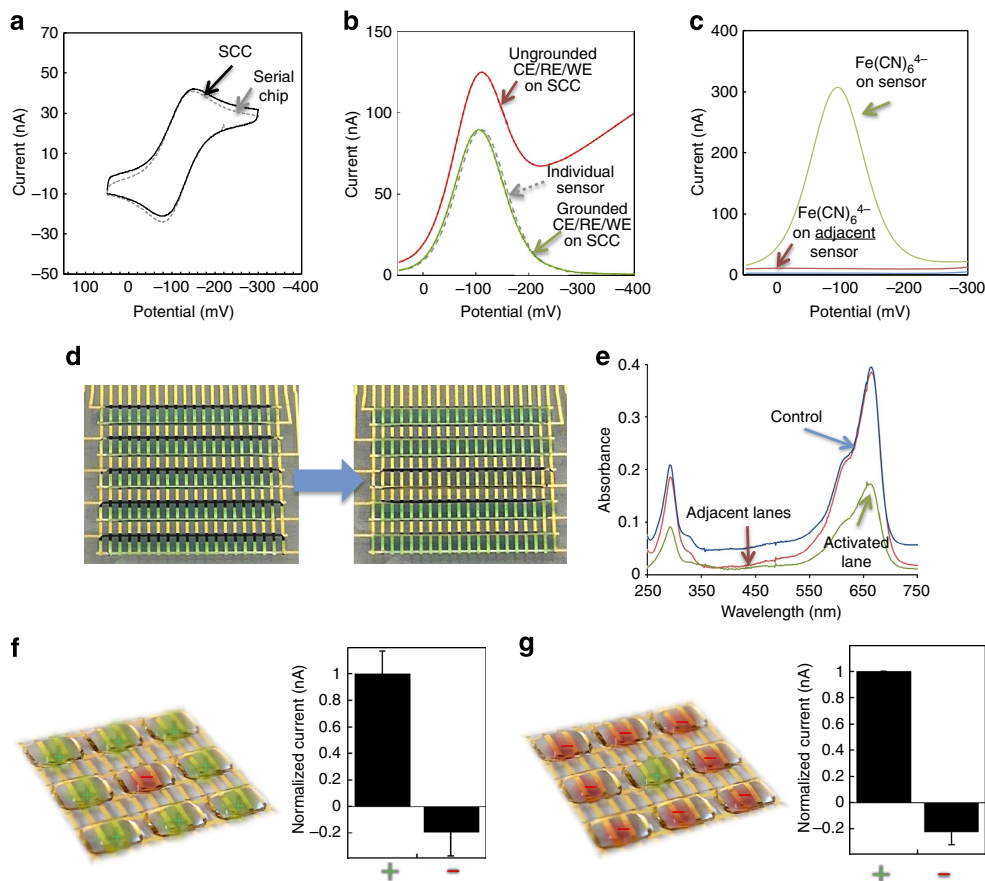 a
70
50
30
10
−10
−30
−50
Current (nA)
SCC
Serial
chip
100
0
−100
−200
−300
−400
Potential (mV)
b
150
100
50
0
Current (nA)
Ungrounded
CE/RE/WE
on SCC
Individual
sensor
Grounded
CE/RE/WE
on SCC
0
−100
−200
−300
−400
Potential (mV)
c
400
300
200
100
0
Current (nA)
Fe(CN)₆⁴⁻
on sensor
Fe(CN)₆⁴⁻
on adjacent
sensor
0
−100
−200
−300
Potential (mV)
d
e
0.4
0.3
0.2
0.1
0
Absorbance
Control
Adjacent lanes
Activated
lane
250
350
450
550
650
750
Wavelength (nm)
f
Normalized current (nA)
1
0.8
0.6
0.4
0.2
0
−0.2
+
−
g
Normalized current (nA)
1
0.8
0.6
0.4
0.2
0
−0.2
+
−